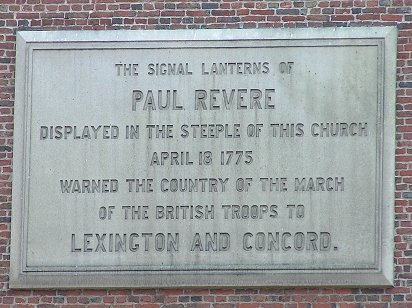 THE SIGNAL LANTERNS OF
PAUL REVERE
DISPLAYED IN THE STEEPLE OF THIS CHURCH
APRIL 18 1775
WARNED THE COUNTRY OF THE MARCH
OF THE BRITISH TROOPS TO
LEXINGTON AND CONCORD.